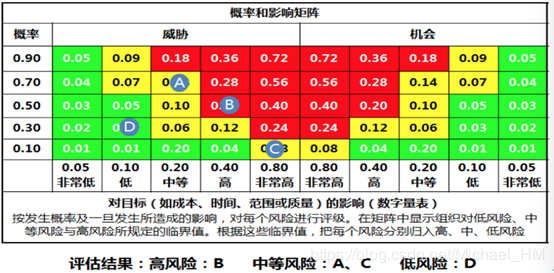 概率和影响矩阵
概率 威胁 机会
0.90 0.05 0.09 0.18 0.36 0.72 0.72 0.36 0.18 0.09 0.05
0.70 0.04 0.07 A 0.28 0.56 0.56 0.28 0.14 0.07 0.04
0.50 0.03 0.05 0.10 B 0.40 0.40 0.20 0.10 0.05 0.03
0.30 0.02 D 0.06 0.12 0.24 0.24 0.12 0.06 0.03 0.02
0.10 0.01 0.01 0.20 0.04 C 0.08 0.04 0.20 0.01 0.01
0.05 0.10 0.20 0.40 0.80 0.80 0.40 0.20 0.10 0.05
非常低 低 中等 高 非常高 非常高 高 中等 低 非常低
对目标（如成本、时间、范围或质量）的影响（数字量表）
按发生概率及一旦发生所造成的影响，对每个风险进行评级。在矩阵中显示组织对低风险、中
等风险与高风险所规定的临界值。根据这些临界值，把每个风险分别归入高、中、低风险
评估结果：高风险：B 中等风险：A、C 低风险：D
https://blog.csdn.net/Michael_HM